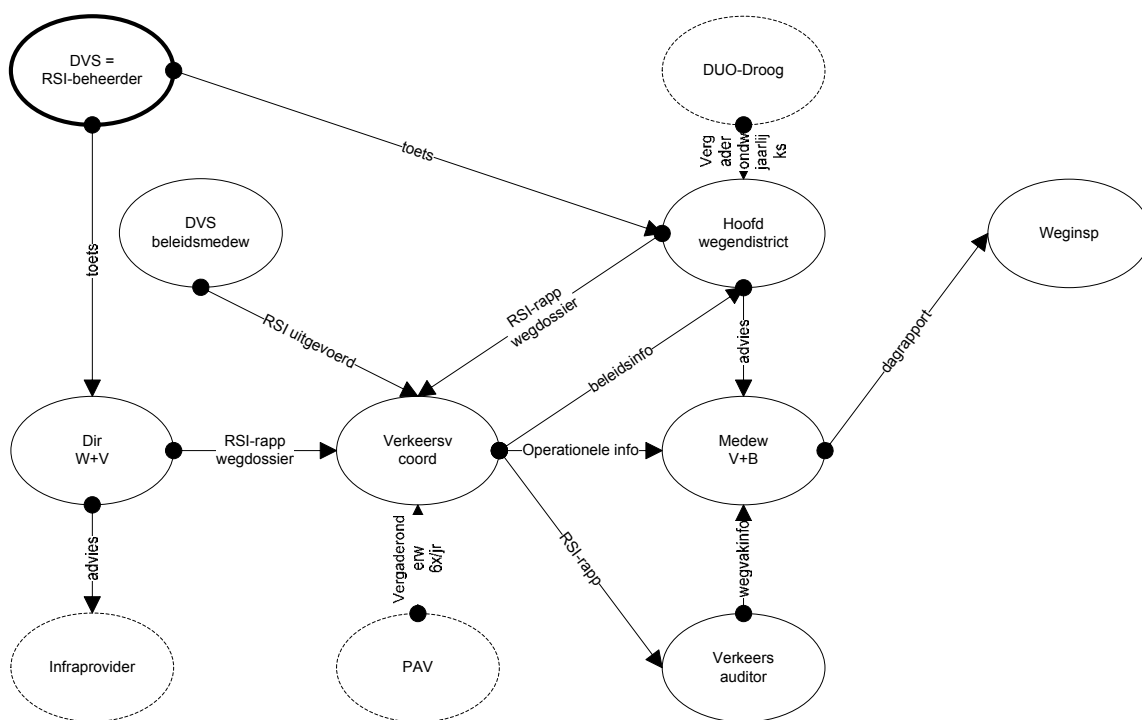 DVS =
RSI-beheerder
DUO-Droog
toets
Verg
ader
ondw
jaarlij
ks
DVS
beleidsmedew
Hoofd
wegendistrict
Weginsp
toets
RSI uitgevoerd
RSI-rapp
wegdossier
beleidsinfo
advies
dagrapport
Dir
W+V
RSI-rapp
wegdossier
Verkeersv
coord
Operationele info
Medew
V+B
advies
Vergaderond
erw
6x/jr
RSI-rapp
wegvakinfo
Infraprovider
PAV
Verkeers
auditor